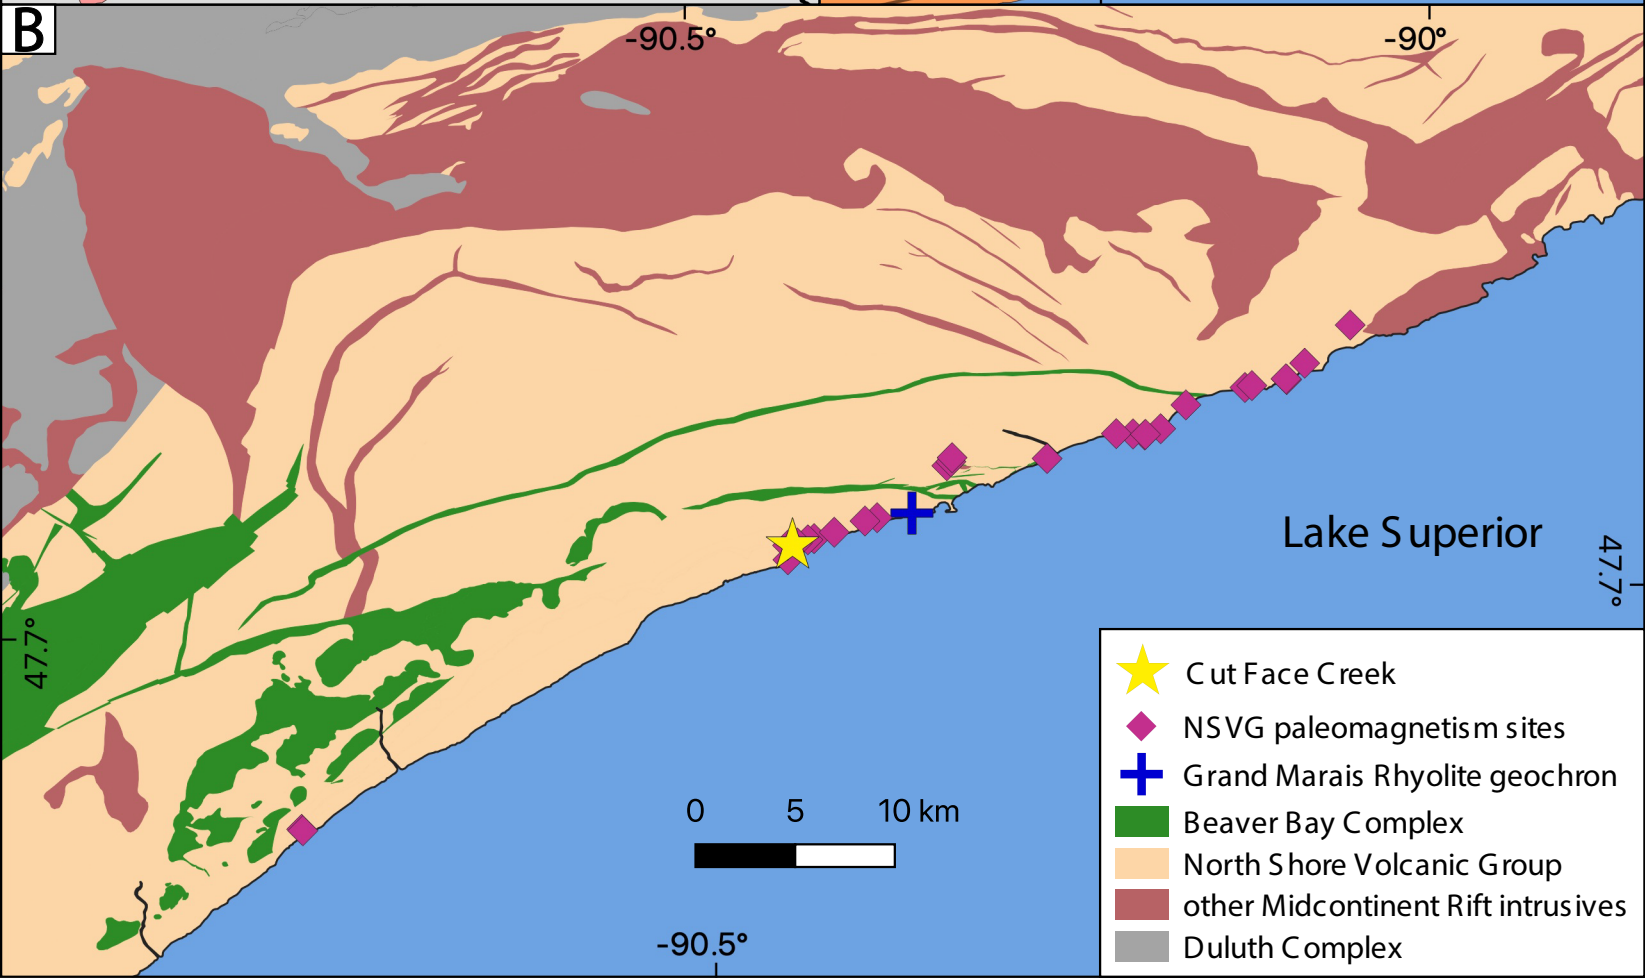 B
-90.5°
-90°
Lake Superior
47.7°
47.7°
Cut Face Creek
NSVG paleomagnetism sites
Grand Marais Rhyolite geochron
Beaver Bay Complex
North Shore Volcanic Group
other Midcontinent Rift intrusives
Duluth Complex
0 5 10 km
-90.5°